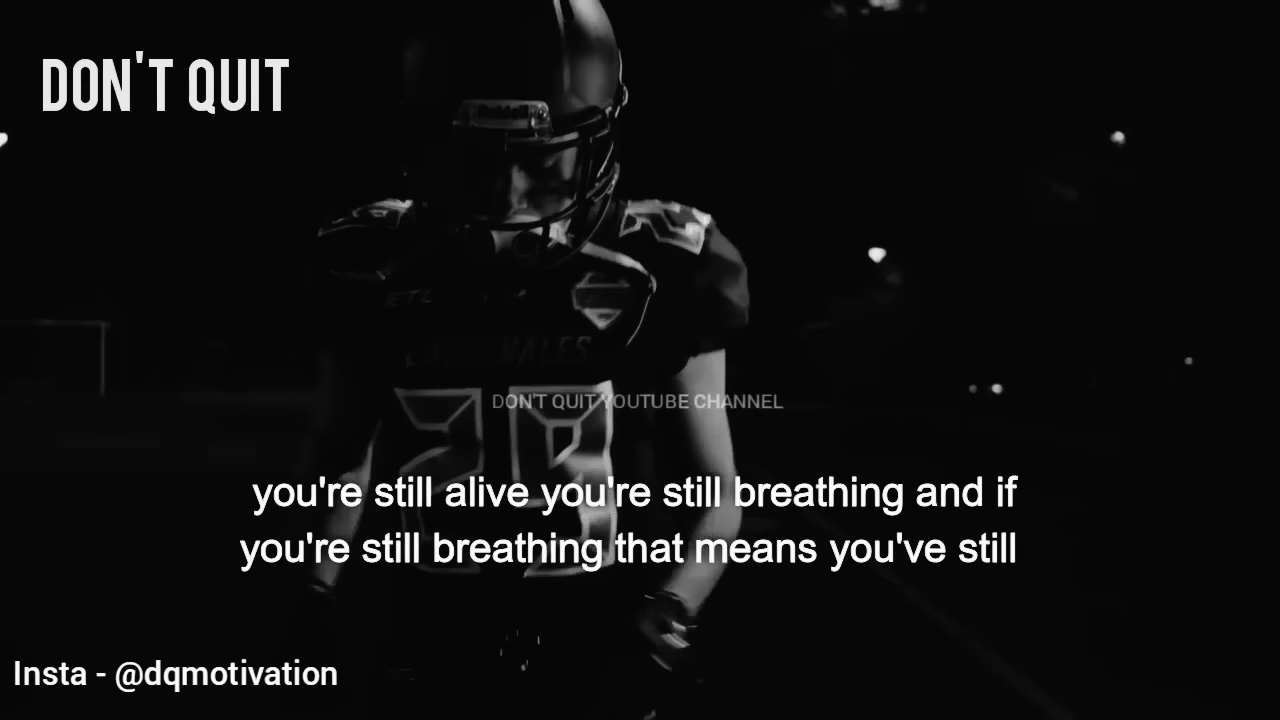 DON'T QUIT
DON'T QUIT YOUTUBE CHANNEL
you're still alive you're still breathing and if
you're still breathing that means you've still
Insta - @dqmotivation